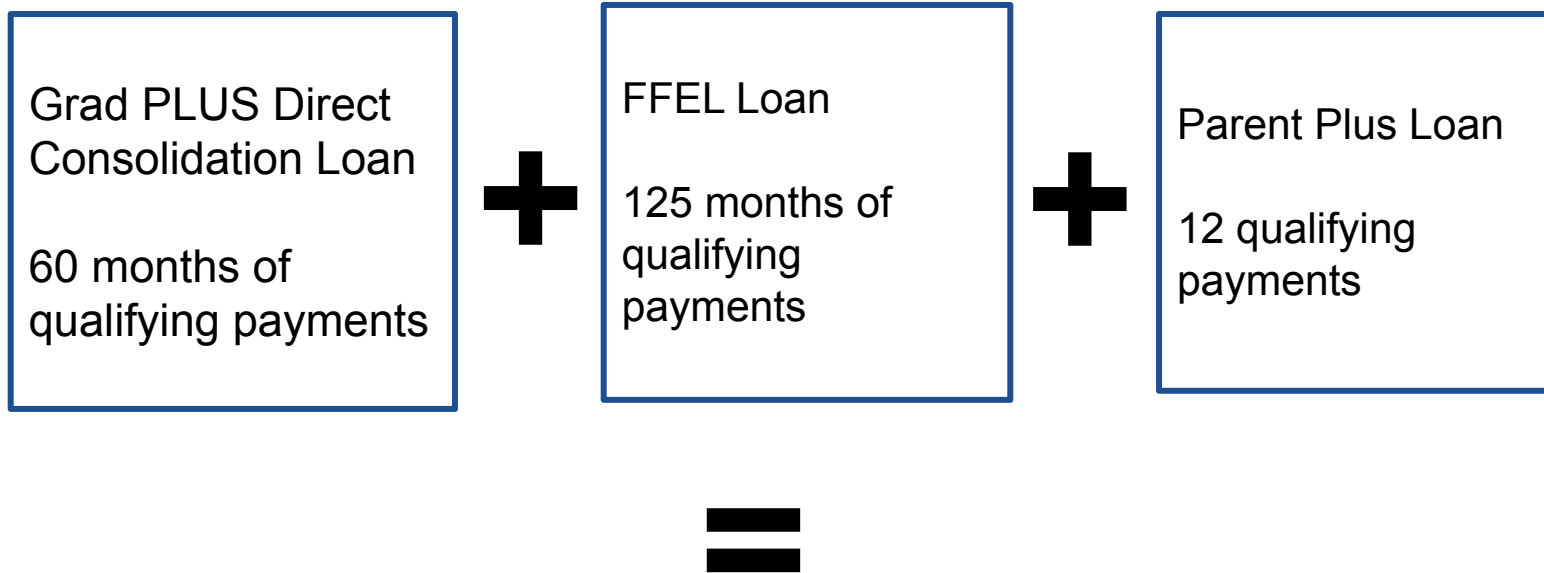 Grad PLUS Direct
Consolidation Loan
60 months of
qualifying payments
FFEL Loan
125 months of
qualifying
payments
Parent Plus Loan
12 qualifying
payments